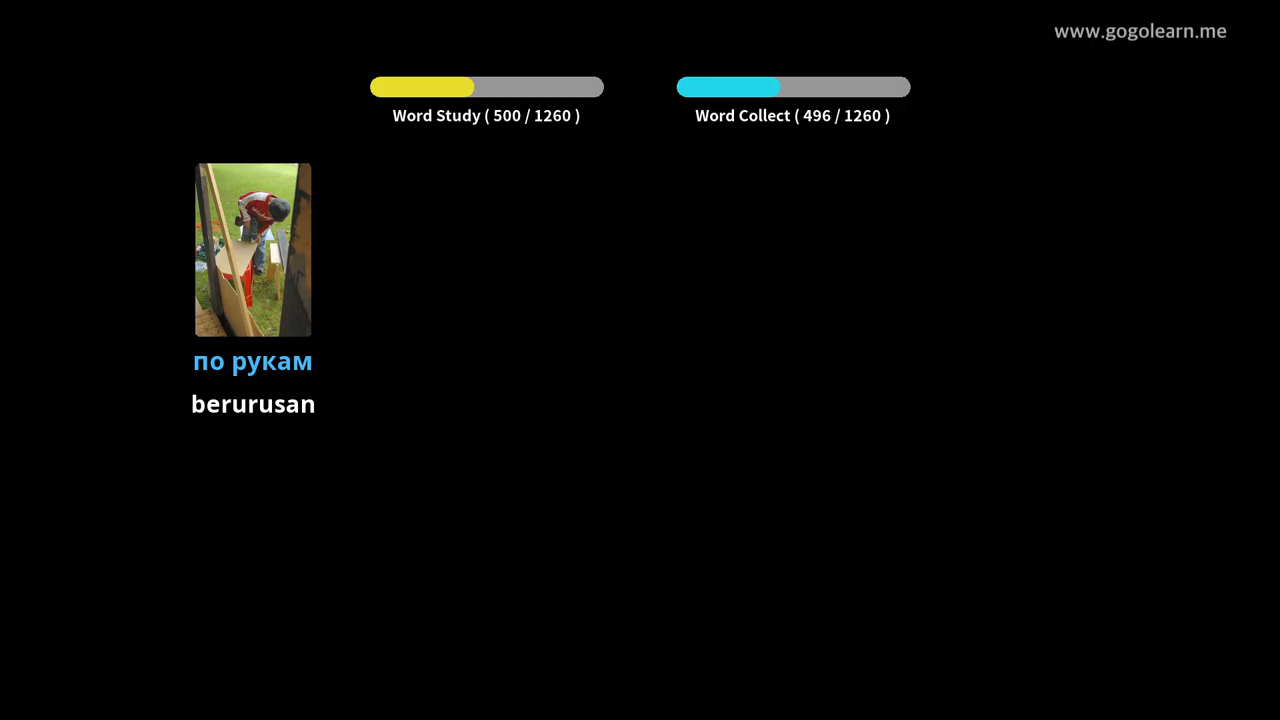 www.gogolearn.me
Word Study ( 500 / 1260 )
Word Collect ( 496 / 1260 )
по рукам
berurusan